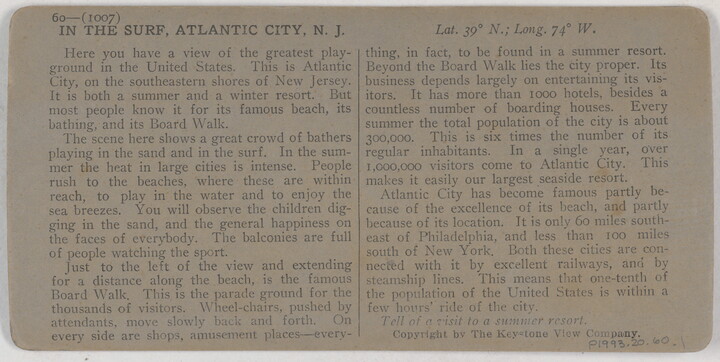 60—(1007)
IN THE SURF, ATLANTIC CITY, N. J.
Lat. 39° N.; Long. 74° W.
Here you have a view of the greatest play-
ground in the United States. This is Atlantic
City, on the southeastern shores of New Jersey.
It is both a summer and a winter resort. But
most people know it for its famous beach, its
bathing, and its Board Walk.
The scene here shows a great crowd of bathers
playing in the sand and in the surf. In the sum-
mer the heat in large cities is intense. People
rush to the beaches, where these are within
reach, to play in the water and to enjoy the
sea breezes. You will observe the children dig-
ging in the sand, and the general happiness on
the faces of everybody. The balconies are full
of people watching the sport.
Just to the left of the view and extending
for a distance along the beach, is the famous
Board Walk. This is the parade ground for the
thousands of visitors. Wheel-chairs, pushed by
attendants, move slowly back and forth. On
every side are shops, amusement places—every-
thing, in fact, to be found in a summer resort.
Beyond the Board Walk lies the city proper. Its
business depends largely on entertaining its vis-
itors. It has more than 1000 hotels, besides a
countless number of boarding houses. Every
summer the total population of the city is about
300,000. This is six times the number of its
regular inhabitants. In a single year, over
1,000,000 visitors come to Atlantic City. This
makes it easily our largest seaside resort.
Atlantic City has become famous partly be-
cause of the excellence of its beach, and partly
because of its location. It is only 60 miles south-
east of Philadelphia, and less than 100 miles
south of New York. Both these cities are con-
nected with it by excellent railways, and by
steamship lines. This means that one-tenth of
the population of the United States is within a
few hours' ride of the city.
Tell of a visit to a summer resort.
Copyright by The Keystone View Company.
P1993.20.60.1